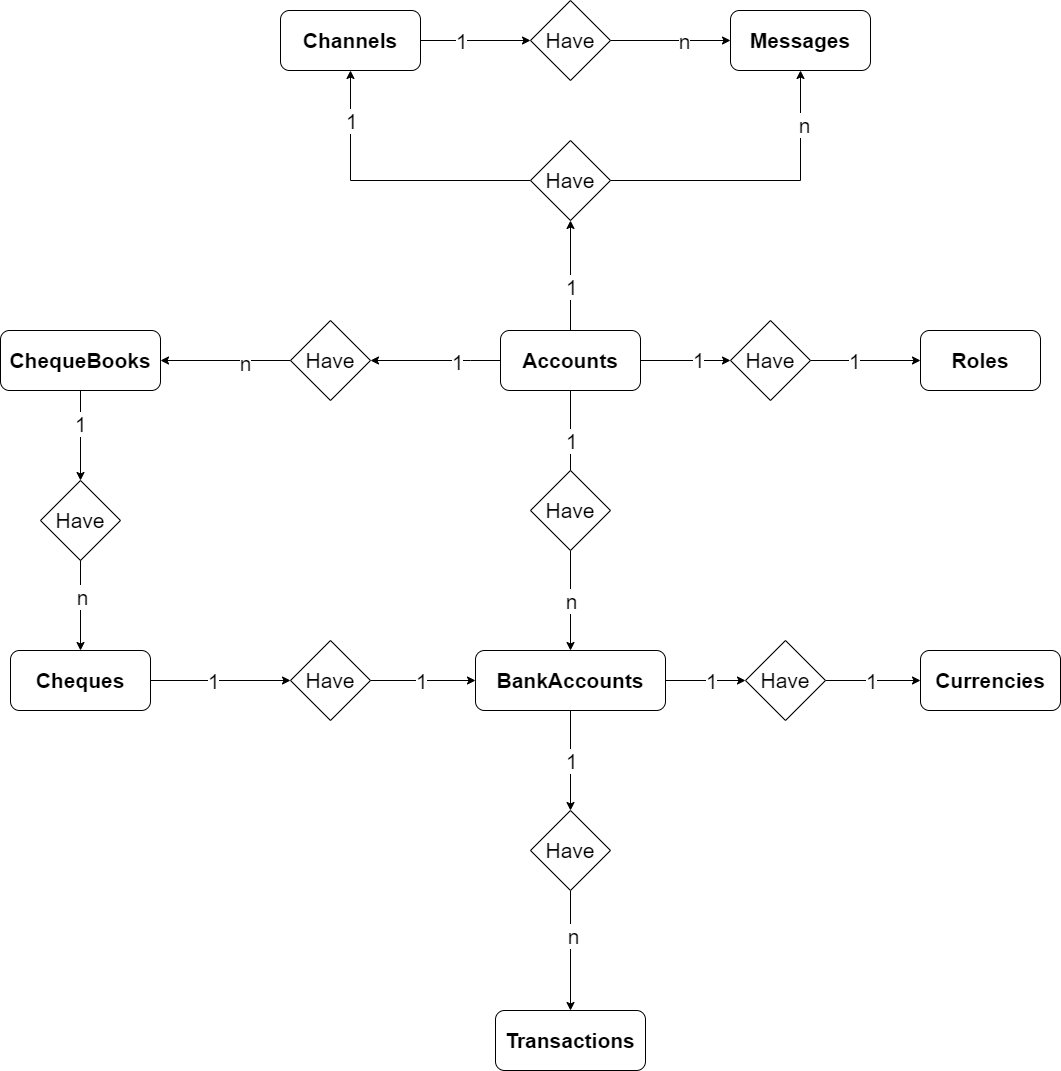 Channels 1 Have n Messages
1 n
Have
1
ChequeBooks n Have 1 Accounts 1 Have 1 Roles
1 1
Have Have
n n
Cheques 1 Have 1 BankAccounts 1 Have 1 Currencies
1
Have
n
Transactions